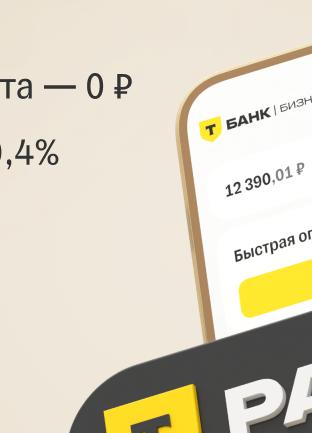 та — 0 ₽
,4%
Т БАНК | БИЗН
12 390,01 ₽
Быстрая оп
Т РА